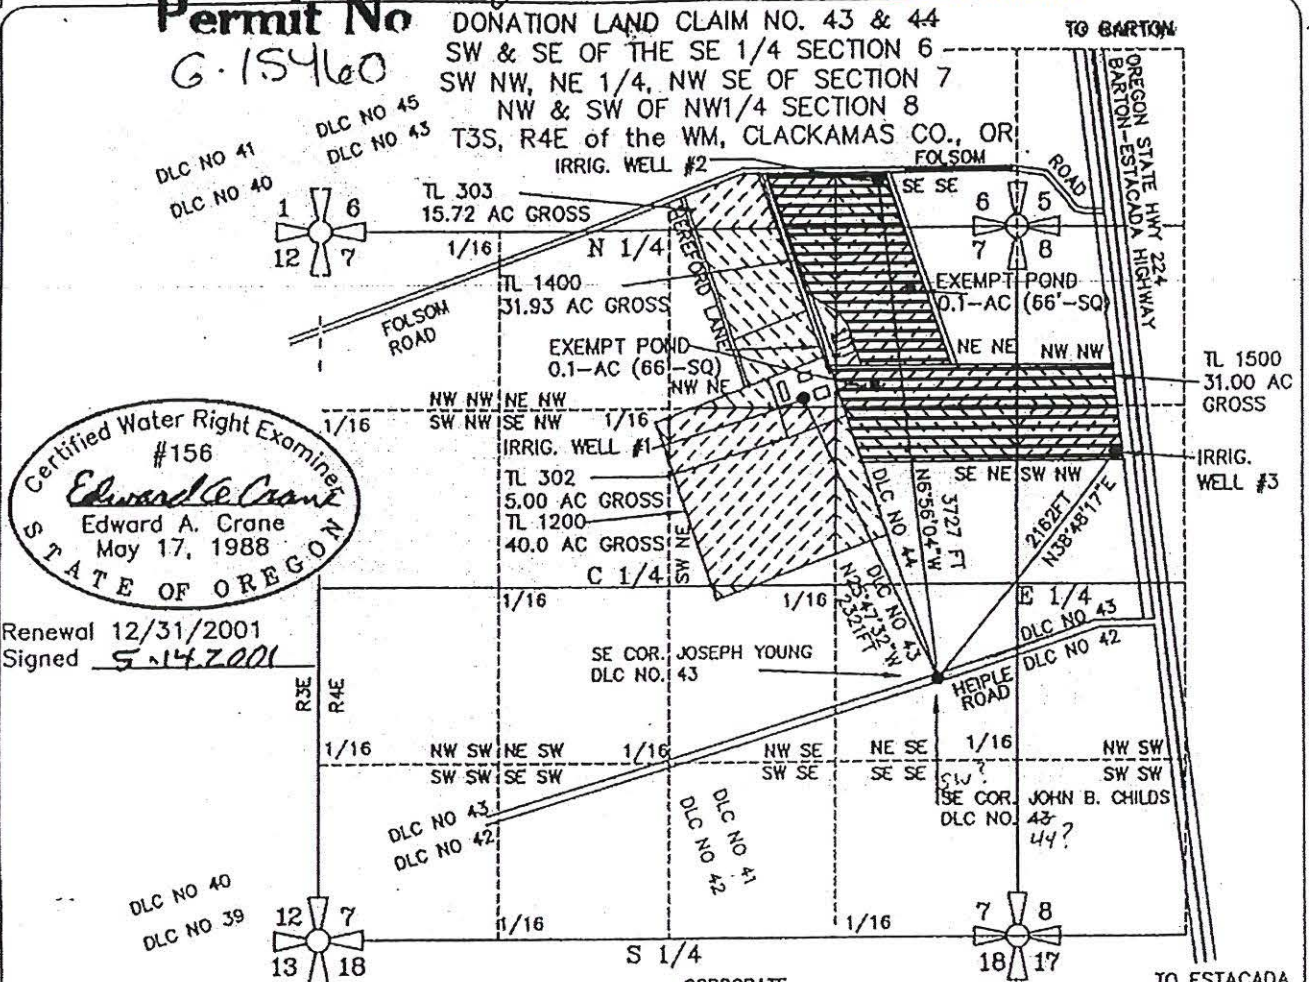 Permit No
G-15460
DONATION LAND CLAIM NO. 43 & 44
SW & SE OF THE SE 1/4 SECTION 6
SW NW, NE 1/4, NW SE OF SECTION 7
NW & SW OF NW1/4 SECTION 8
T3S, R4E of the WM, CLACKAMAS CO., OR
TO BARTON
OREGON STATE HWY 224
BARTON-ESTACADA HIGHWAY
DLC NO 45
DLC NO 43
DLC NO 41
DLC NO 40
IRRIG. WELL #2
FOLSOM
ROAD
SE SE
TL 303
15.72 AC GROSS
1 6
12 7
6 5
7 8
1/16
N 1/4
BEREFORD LANE
TL 1400
31.93 AC GROSS
EXEMPT POND
0.1-AC (66'-SQ)
FOLSOM
ROAD
EXEMPT POND
0.1-AC (66'-SQ)
NE NE
NW NW
TL 1500
31.00 AC
GROSS
NW NE
NW NW NE NW
SW NW SE NW
1/16
1/16
IRRIG. WELL #1
SE NE SW NW
IRRIG.
WELL #3
TL 302
5.00 AC GROSS
TL 1200
40.0 AC GROSS
SW NE
DLC NO 44
DLC NO 43
N25°47'32"W
2321FT
N6°56'04"W
3727 FT
2162FT
N38°48'17"E
Certified Water Right Examiner
#156
Edward A. Crane
Edward A. Crane
May 17, 1988
STATE OF OREGON
Renewal 12/31/2001
Signed 5-14-2001
C 1/4
1/16
1/16
E 1/4
DLC NO 43
DLC NO 42
SE COR. JOSEPH YOUNG
DLC NO. 43
HEIPLE
ROAD
R3E
R4E
1/16
NW SW NE SW
SW SW SE SW
1/16
NW SE
SW SE
NE SE
SE SE
1/16
NW SW
SW SW
SW?
SE COR. JOHN B. CHILDS
DLC NO. 43
44?
DLC NO 43
DLC NO 42
DLC NO 41
DLC NO 42
DLC NO 40
DLC NO 39
12 7
13 18
1/16
S 1/4
1/16
7 8
18 17
CORPORATE
TO ESTACADA